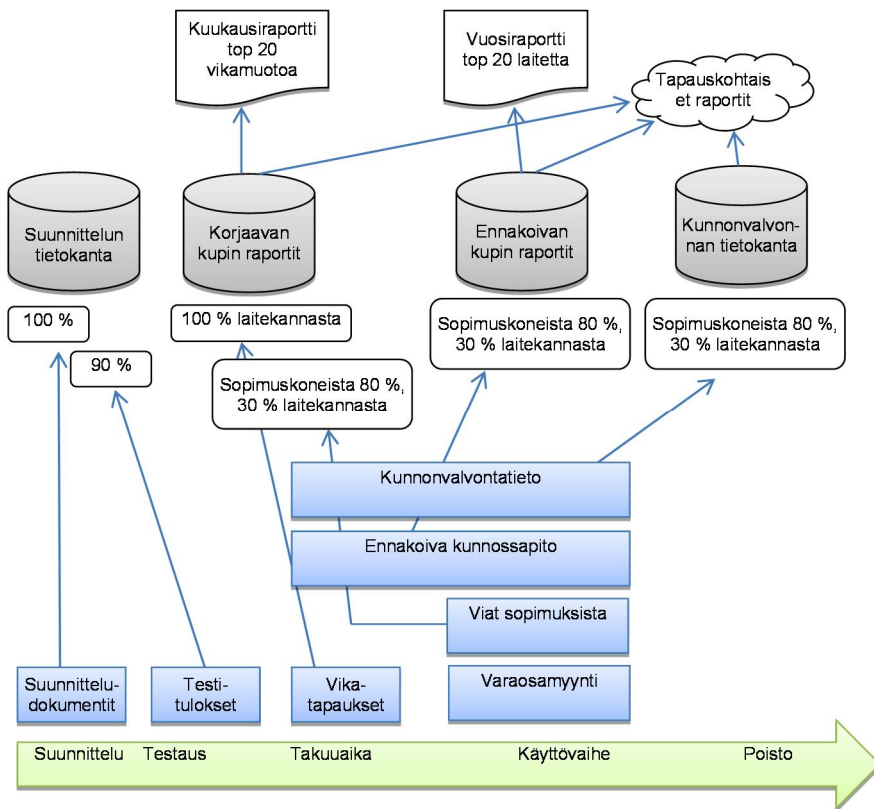 Kuukausiraportti
top 20
vikamuotoa
Vuosiraportti
top 20 laitetta
Tapauskohtais
et raportit
Suunnittelun
tietokanta
Korjaavan
kupin raportit
Ennakoivan
kupin raportit
Kunnonvalvon-
nan tietokanta
100 %
90 %
100 % laitekannasta
Sopimuskoneista 80 %,
30 % laitekannasta
Sopimuskoneista 80 %,
30 % laitekannasta
Sopimuskoneista 80 %,
30 % laitekannasta
Kunnonvalvontatieto
Ennakoiva kunnossapito
Viat sopimuksista
Suunnittelu-
dokumentit
Testi-
tulokset
Vika-
tapaukset
Varaosamyynti
Suunnittelu Testaus Takuuaika Käyttövaihe Poisto